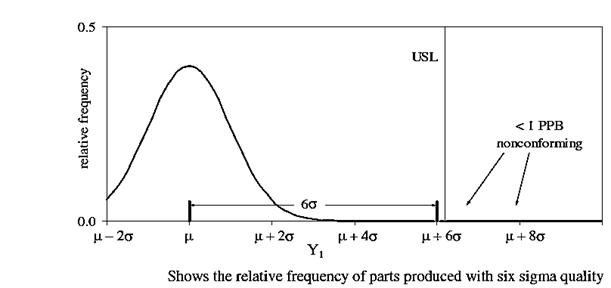 0.5
USL
relative frequency
< 1 PPB
nonconforming
6σ
0.0
μ – 2σ μ μ + 2σ μ + 4σ μ + 6σ μ + 8σ
Y1
Shows the relative frequency of parts produced with six sigma quality